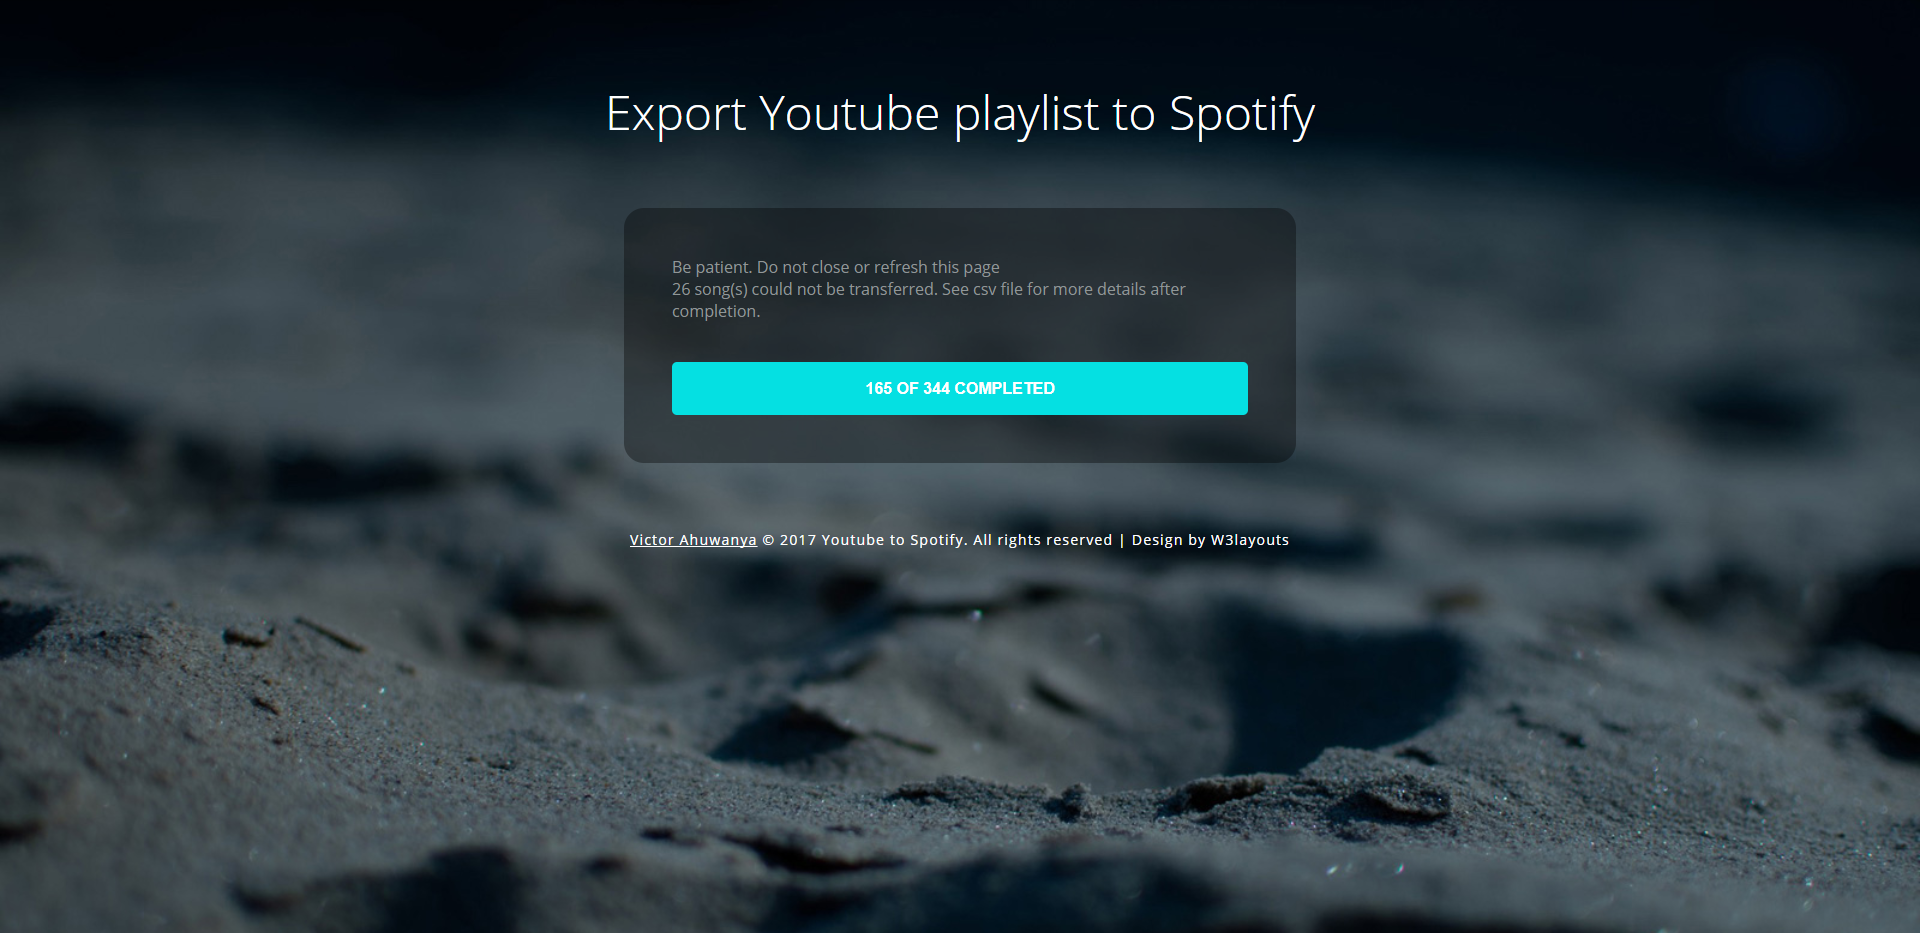 Export Youtube playlist to Spotify
Be patient. Do not close or refresh this page
26 song(s) could not be transferred. See csv file for more details after
completion.
165 OF 344 COMPLETED
Victor Ahuwanya © 2017 Youtube to Spotify. All rights reserved | Design by W3layouts